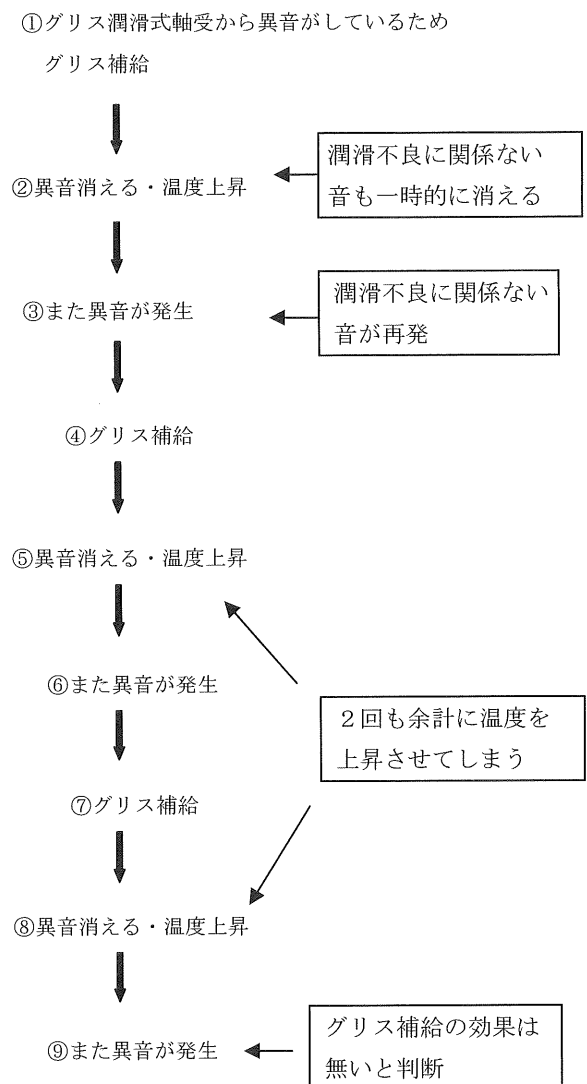 ①グリス潤滑式軸受から異音がしているため
グリス補給
②異音消える・温度上昇
潤滑不良に関係ない
音も一時的に消える
③また異音が発生
潤滑不良に関係ない
音が再発
④グリス補給
⑤異音消える・温度上昇
⑥また異音が発生
２回も余計に温度を
上昇させてしまう
⑦グリス補給
⑧異音消える・温度上昇
⑨また異音が発生
グリス補給の効果は
無いと判断